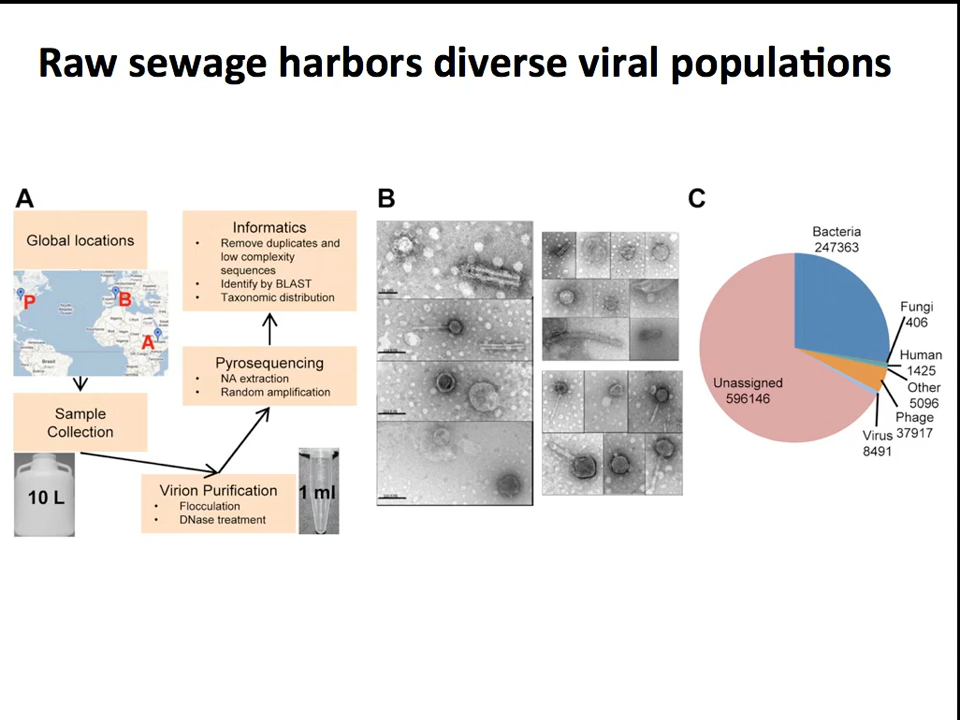 Raw sewage harbors diverse viral populations
A
Global locations
P
B
A
Sample
Collection
10 L
Informatics
• Remove duplicates and
low complexity
sequences
• Identify by BLAST
• Taxonomic distribution
Pyrosequencing
• NA extraction
• Random amplification
Virion Purification
• Flocculation
• DNase treatment
1 ml
B
C
Bacteria
247363
Fungi
406
Human
1425
Other
5096
Phage
37917
Virus
8491
Unassigned
596146